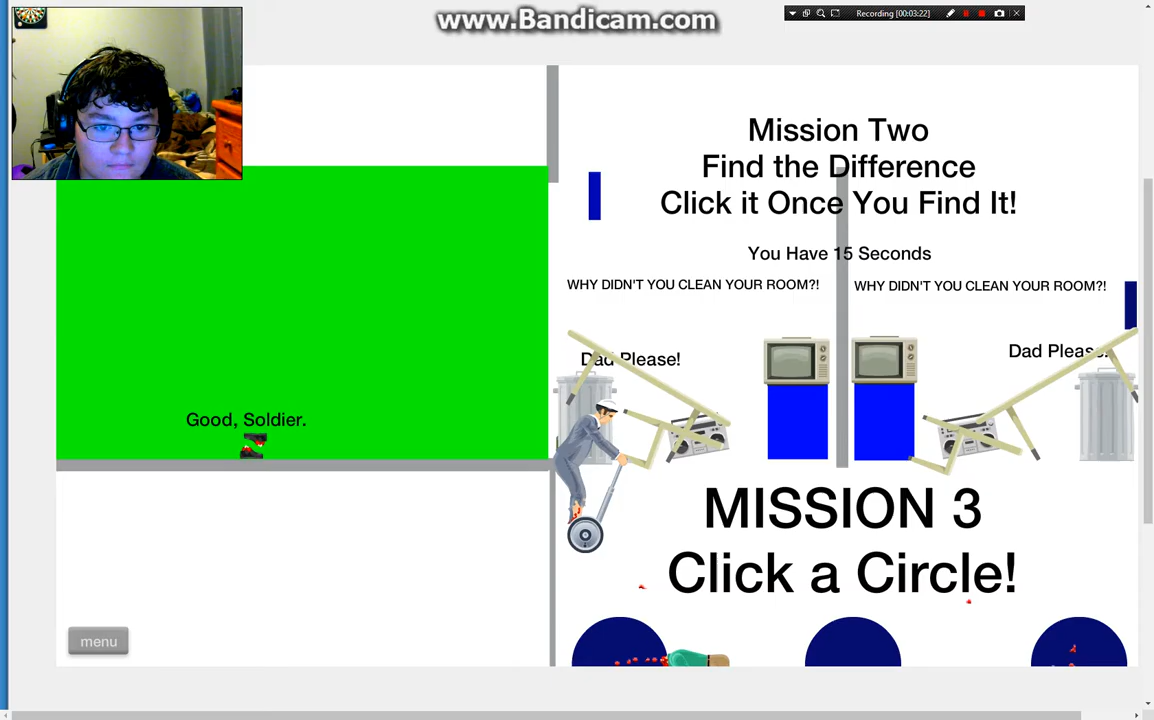 www.Bandicam.com
Recording [00:03:22]
Mission Two
Find the Difference
Click it Once You Find It!
You Have 15 Seconds
WHY DIDN'T YOU CLEAN YOUR ROOM?!
WHY DIDN'T YOU CLEAN YOUR ROOM?!
Dad Please!
Dad Please!
Good, Soldier.
MISSION 3
Click a Circle!
menu